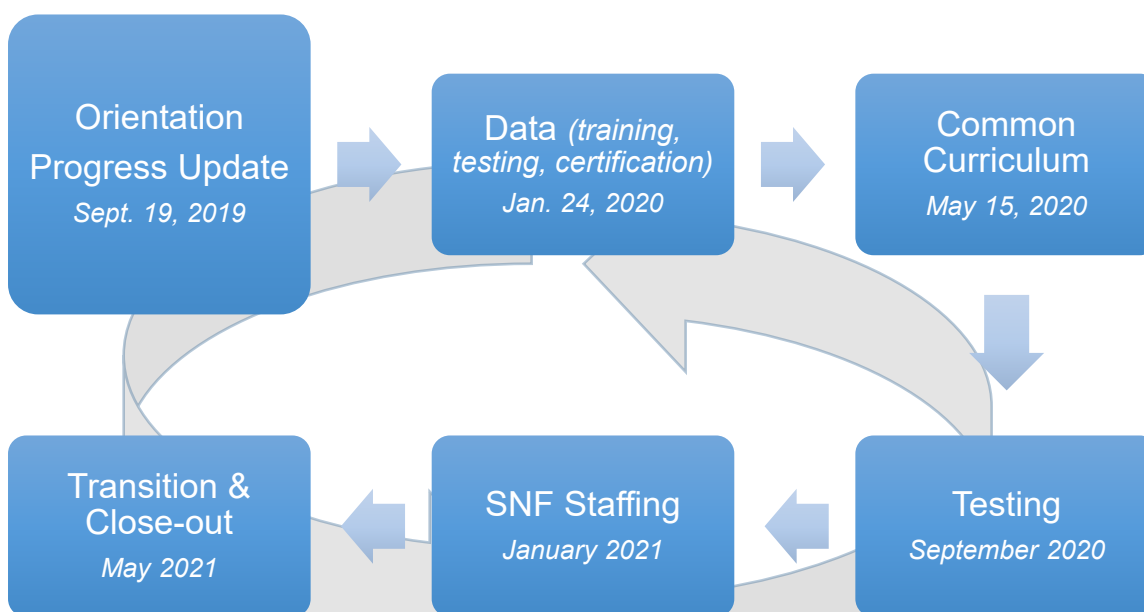 Orientation
Progress Update
Sept. 19, 2019
Data (training,
testing, certification)
Jan. 24, 2020
Common
Curriculum
May 15, 2020
Testing
September 2020
SNF Staffing
January 2021
Transition &
Close-out
May 2021